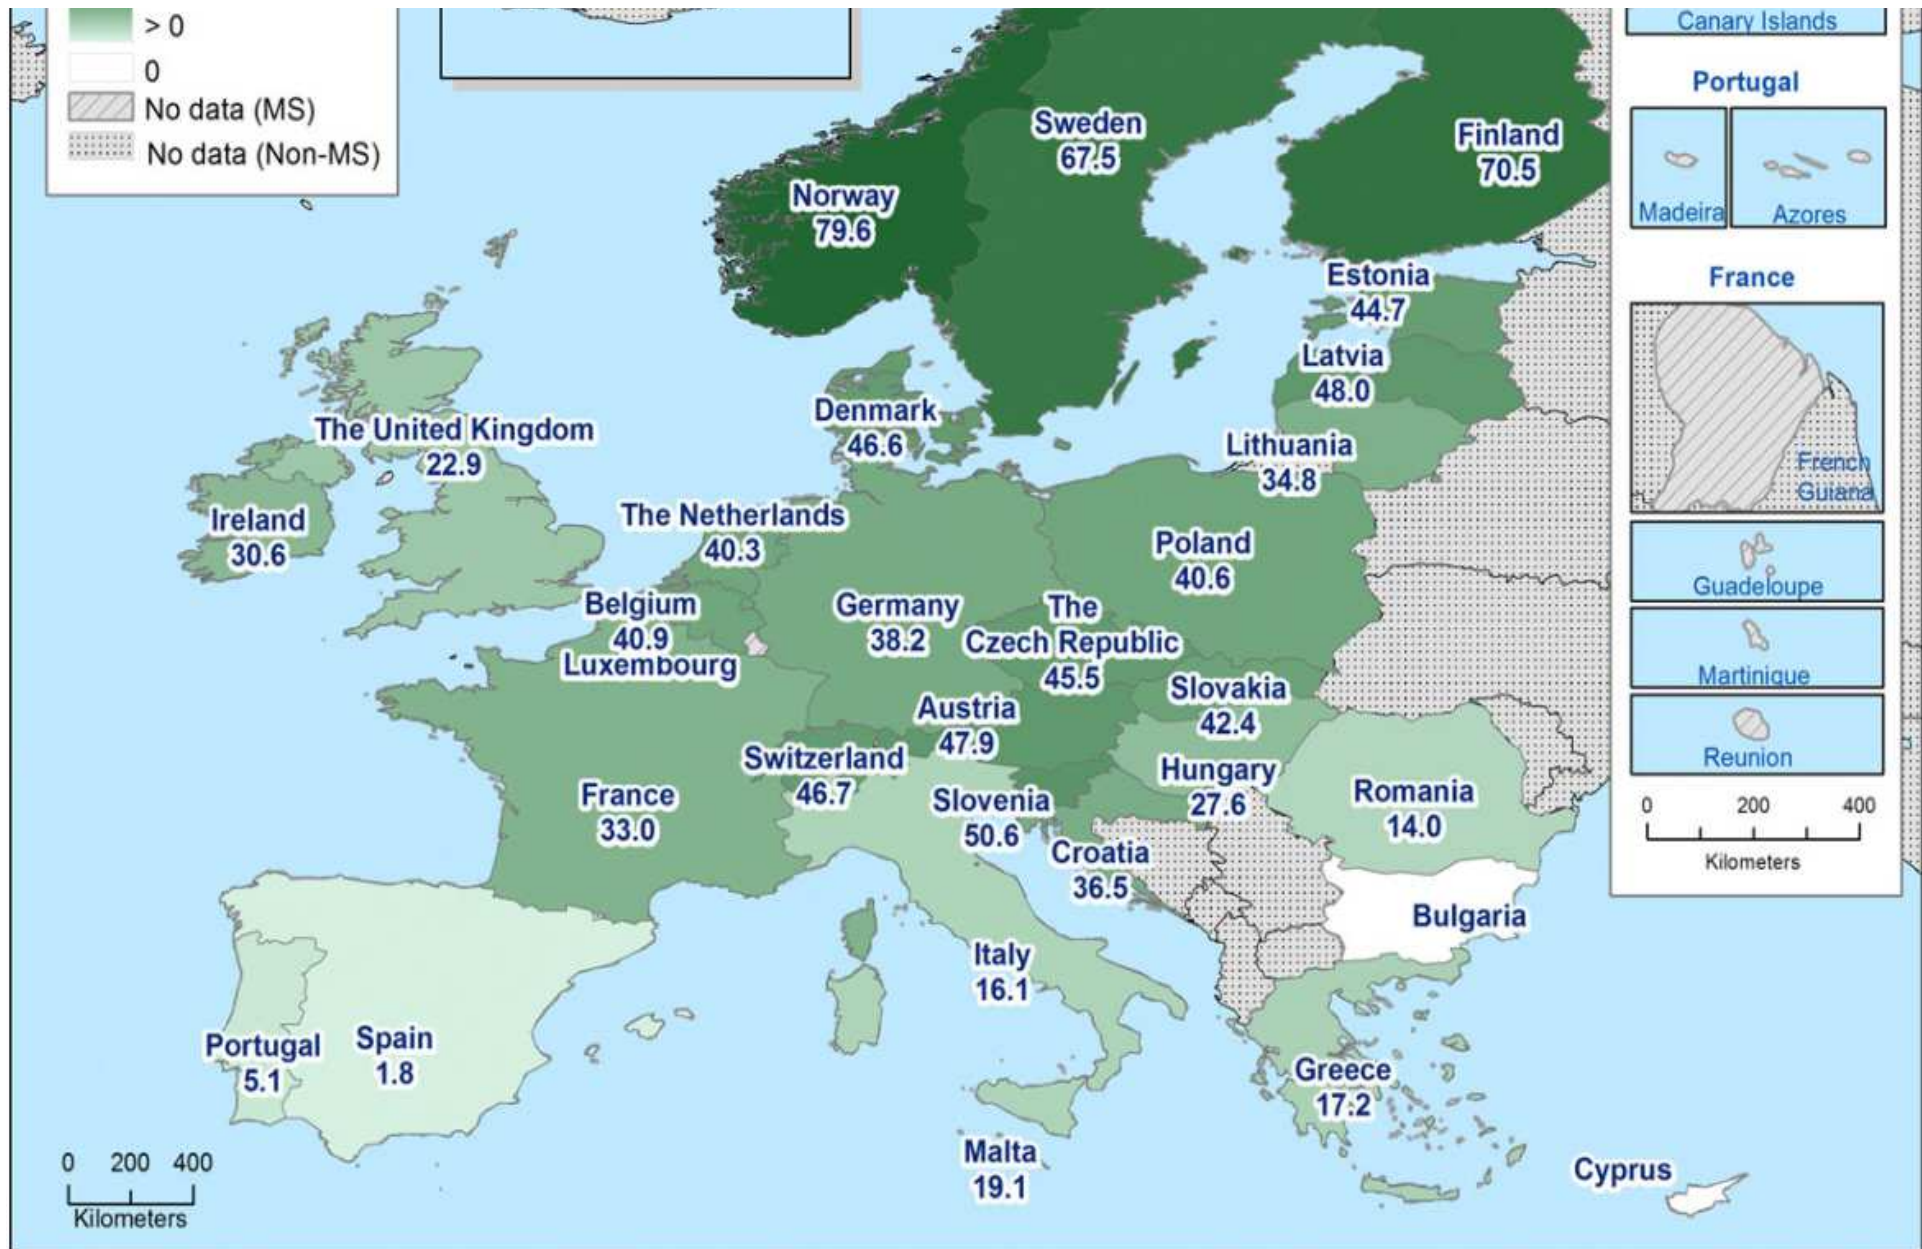 > 0
0
No data (MS)
No data (Non-MS)
Canary Islands
Portugal
Madeira
Azores
France
French
Guiana
Guadeloupe
Martinique
Reunion
0 200 400
Kilometers
Sweden
67.5
Finland
70.5
Norway
79.6
Estonia
44.7
Latvia
48.0
Denmark
46.6
The United Kingdom
22.9
Lithuania
34.8
Ireland
30.6
The Netherlands
40.3
Poland
40.6
Belgium
40.9
Luxembourg
Germany
38.2
The
Czech Republic
45.5
Slovakia
42.4
Austria
47.9
Switzerland
46.7
Hungary
27.6
France
33.0
Slovenia
50.6
Romania
14.0
Croatia
36.5
Bulgaria
Italy
16.1
Portugal
5.1
Spain
1.8
Greece
17.2
Malta
19.1
Cyprus
0 200 400
Kilometers